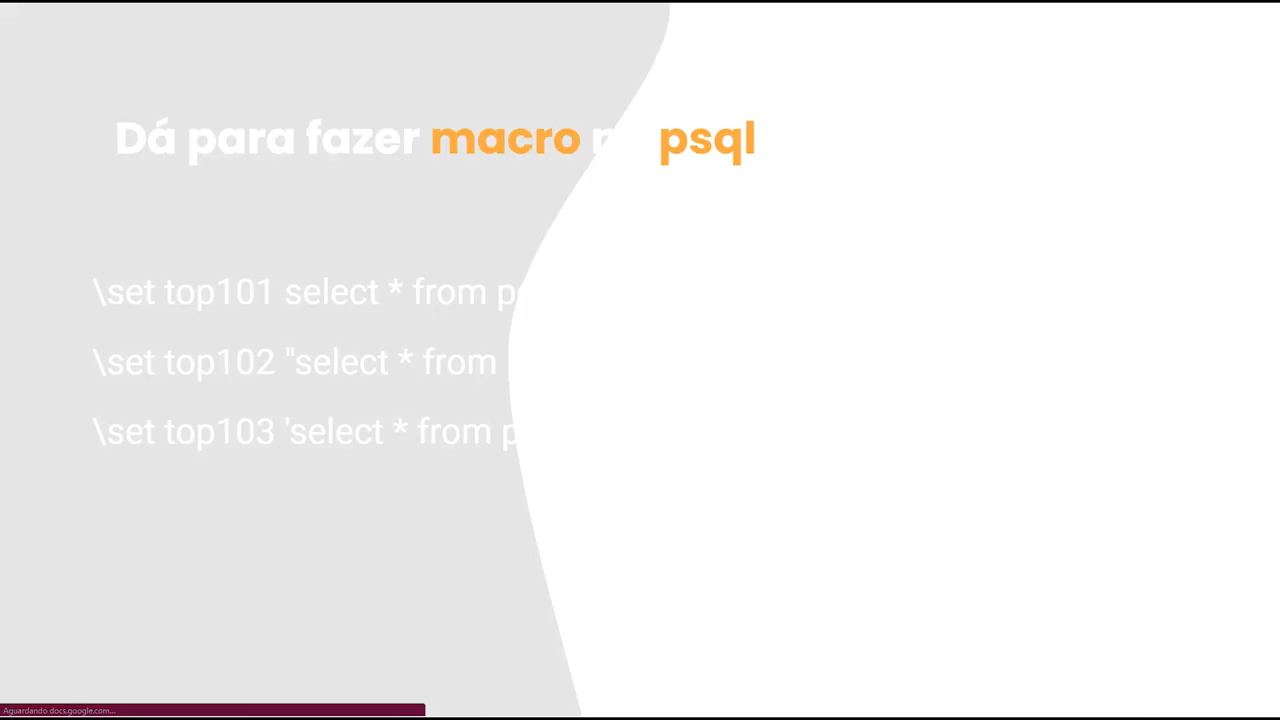 Dá para fazer macro psql
\set top101 select * from
\set top102 "select * from
\set top103 'select * from
Aguardando docs.google.com...